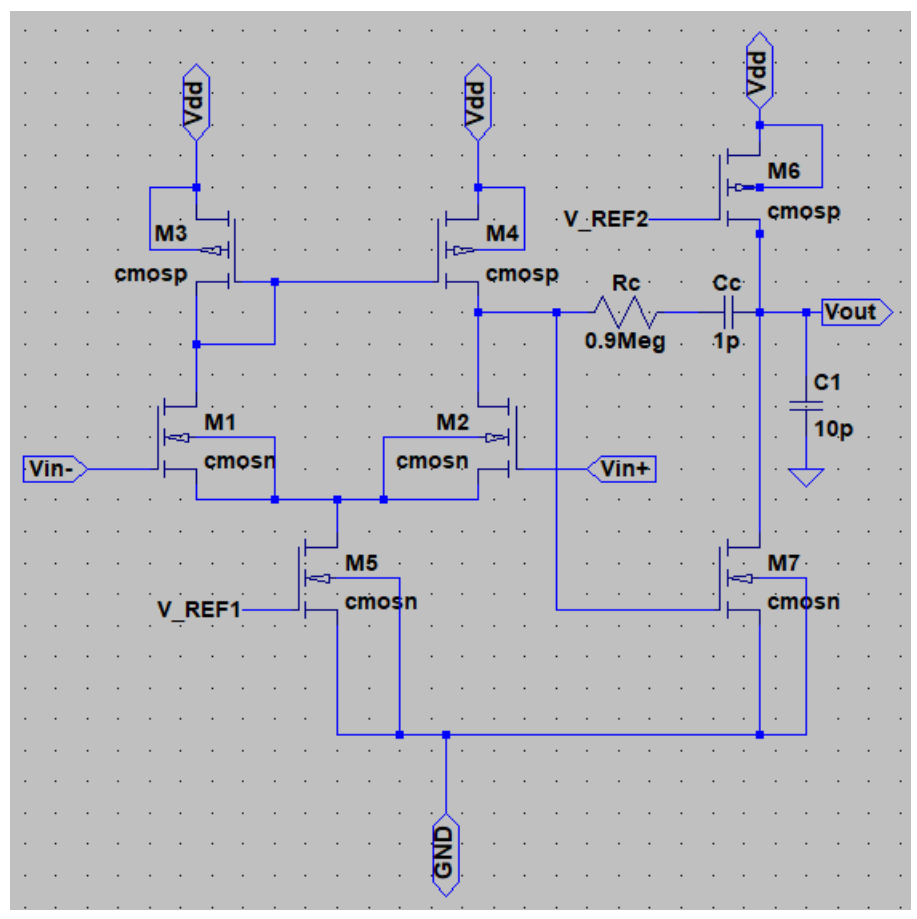 Vdd
Vdd
Vdd
M6
cmosp
V_REF2
M3
cmosp
M4
cmosp
Rc
0.9Meg
Cc
1p
Vout
C1
10p
M1
cmosn
M2
cmosn
Vin-
Vin+
M5
cmosn
V_REF1
M7
cmosn
GND